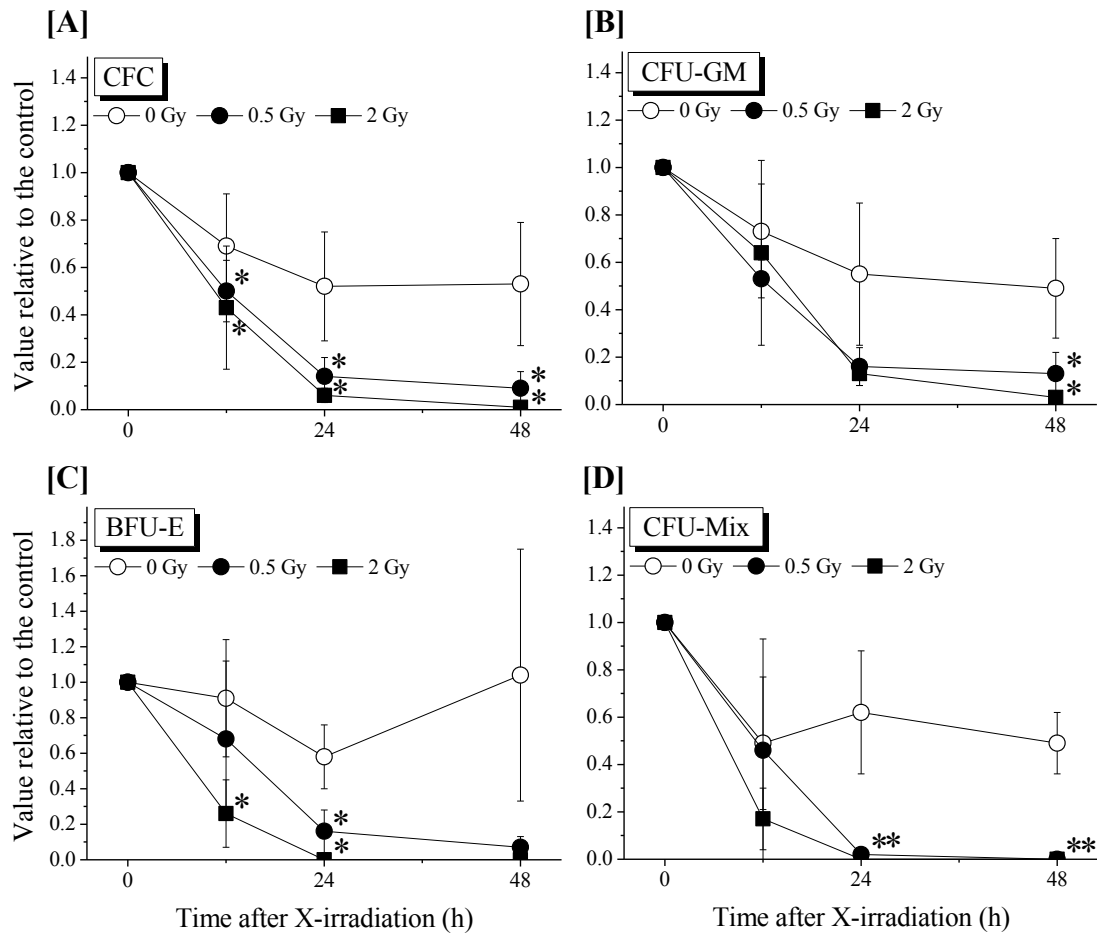 [A]
CFC
0 Gy 0.5 Gy 2 Gy
Value relative to the control
1.4
1.2
1.0
0.8
0.6
0.4
0.2
0.0
* * * * * *
0 24 48
[B]
CFU-GM
0 Gy 0.5 Gy 2 Gy
1.4
1.2
1.0
0.8
0.6
0.4
0.2
0.0
* *
0 24 48
[C]
BFU-E
0 Gy 0.5 Gy 2 Gy
Value relative to the control
1.8
1.6
1.4
1.2
1.0
0.8
0.6
0.4
0.2
0.0
* * *
0 24 48
Time after X-irradiation (h)
[D]
CFU-Mix
0 Gy 0.5 Gy 2 Gy
1.4
1.2
1.0
0.8
0.6
0.4
0.2
0.0
** **
0 24 48
Time after X-irradiation (h)